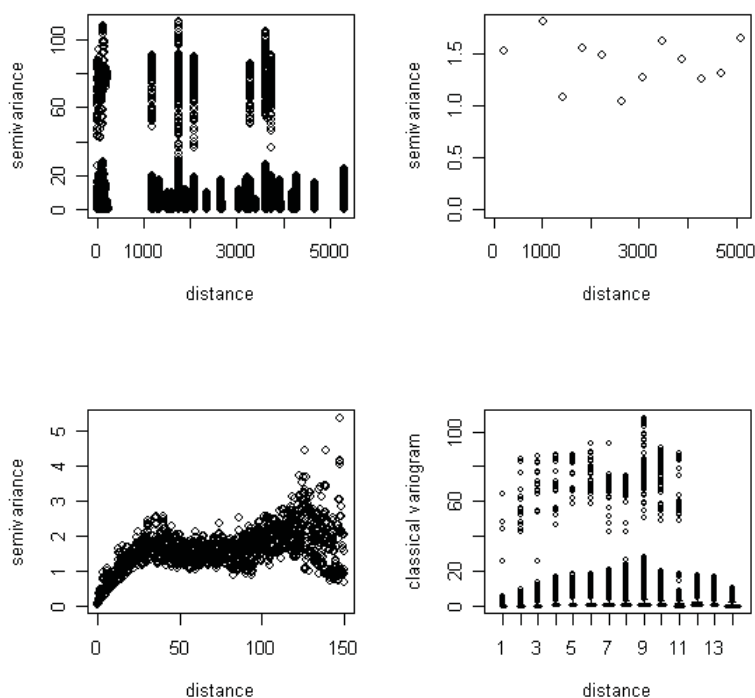 100
60
20
0
semivariance
0 1000 3000 5000
distance
1.5
1.0
0.5
0.0
semivariance
0 1000 3000 5000
distance
5
4
3
2
1
0
semivariance
0 50 100 150
distance
100
60
20
0
classical variogram
1 3 5 7 9 11 13
distance